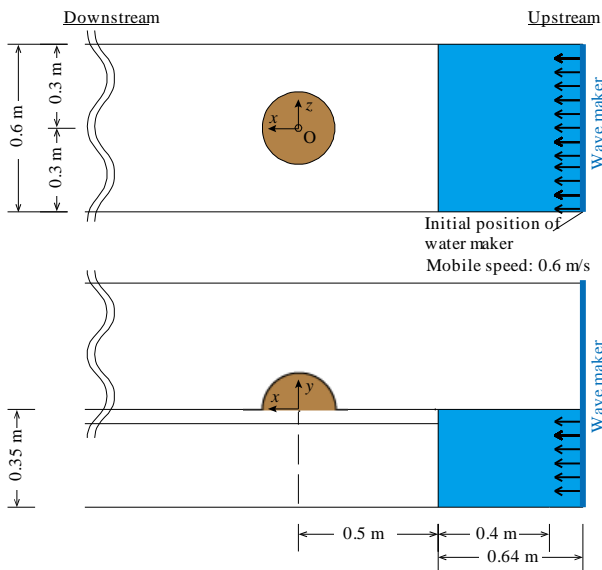 Downstream
Upstream
0.6 m
0.3 m
0.3 m
z
x
O
Wave maker
Initial position of
water maker
Mobile speed: 0.6 m/s
y
x
Wave maker
0.35 m
0.5 m
0.4 m
0.64 m